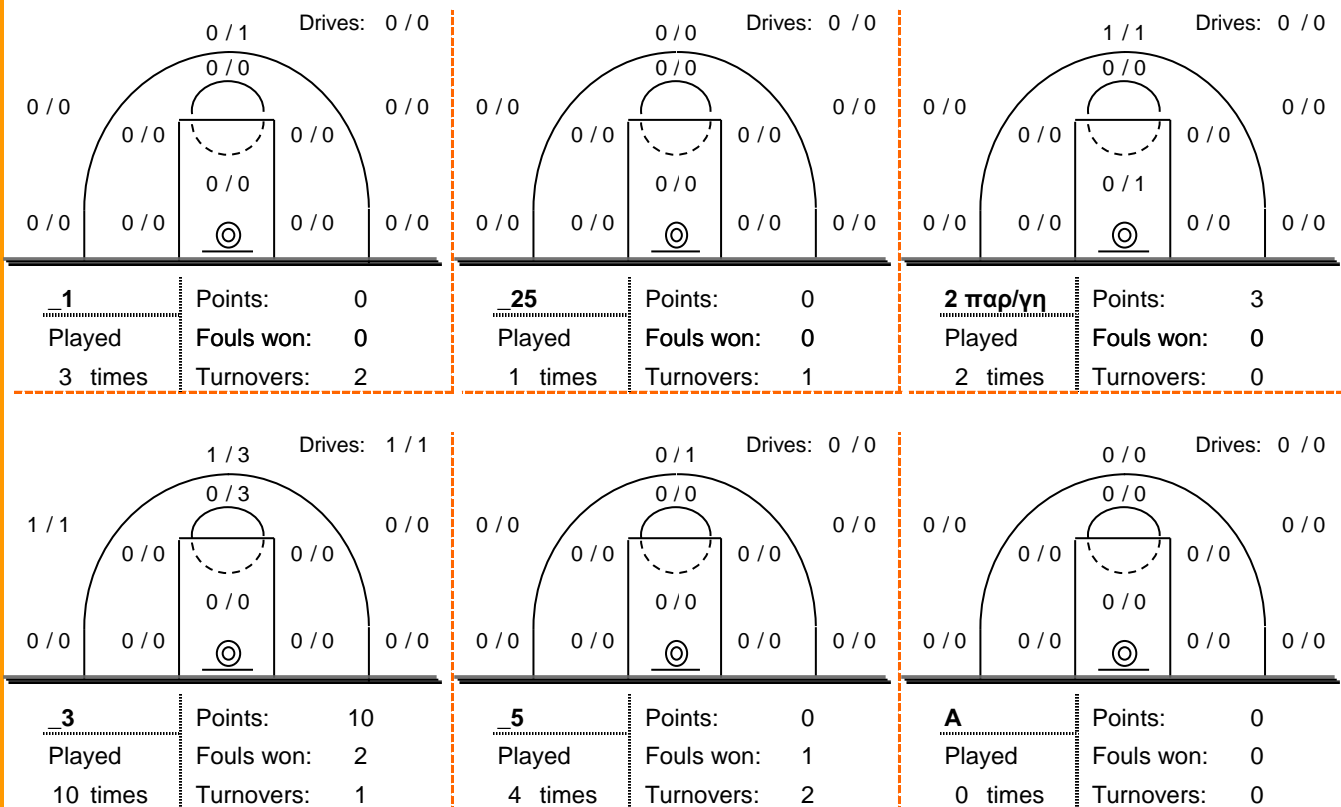 Drives: 0 / 0
0 / 1
0 / 0
0 / 0 0 / 0
0 / 0 0 / 0
0 / 0
0 / 0 0 / 0 0 / 0 0 / 0
_1 Points: 0
Played Fouls won: 0
3 times Turnovers: 2
Drives: 0 / 0
0 / 0
0 / 0
0 / 0 0 / 0
0 / 0 0 / 0
0 / 0
0 / 0 0 / 0 0 / 0 0 / 0
_25 Points: 0
Played Fouls won: 0
1 times Turnovers: 1
Drives: 0 / 0
1 / 1
0 / 0
0 / 0 0 / 0
0 / 0 0 / 0
0 / 1
0 / 0 0 / 0 0 / 0 0 / 0
2 παρ/γη Points: 3
Played Fouls won: 0
2 times Turnovers: 0
Drives: 1 / 1
1 / 3
0 / 3
1 / 1 0 / 0
0 / 0 0 / 0
0 / 0
0 / 0 0 / 0 0 / 0 0 / 0
_3 Points: 10
Played Fouls won: 2
10 times Turnovers: 1
Drives: 0 / 0
0 / 1
0 / 0
0 / 0 0 / 0
0 / 0 0 / 0
0 / 0
0 / 0 0 / 0 0 / 0 0 / 0
_5 Points: 0
Played Fouls won: 1
4 times Turnovers: 2
Drives: 0 / 0
0 / 0
0 / 0
0 / 0 0 / 0
0 / 0 0 / 0
0 / 0
0 / 0 0 / 0 0 / 0 0 / 0
A Points: 0
Played Fouls won: 0
0 times Turnovers: 0